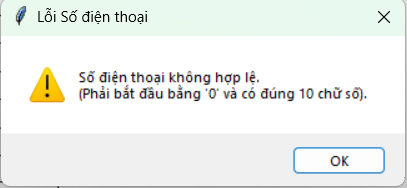 Lỗi Số điện thoại
Số điện thoại không hợp lệ.
(Phải bắt đầu bằng '0' và có đúng 10 chữ số).
OK